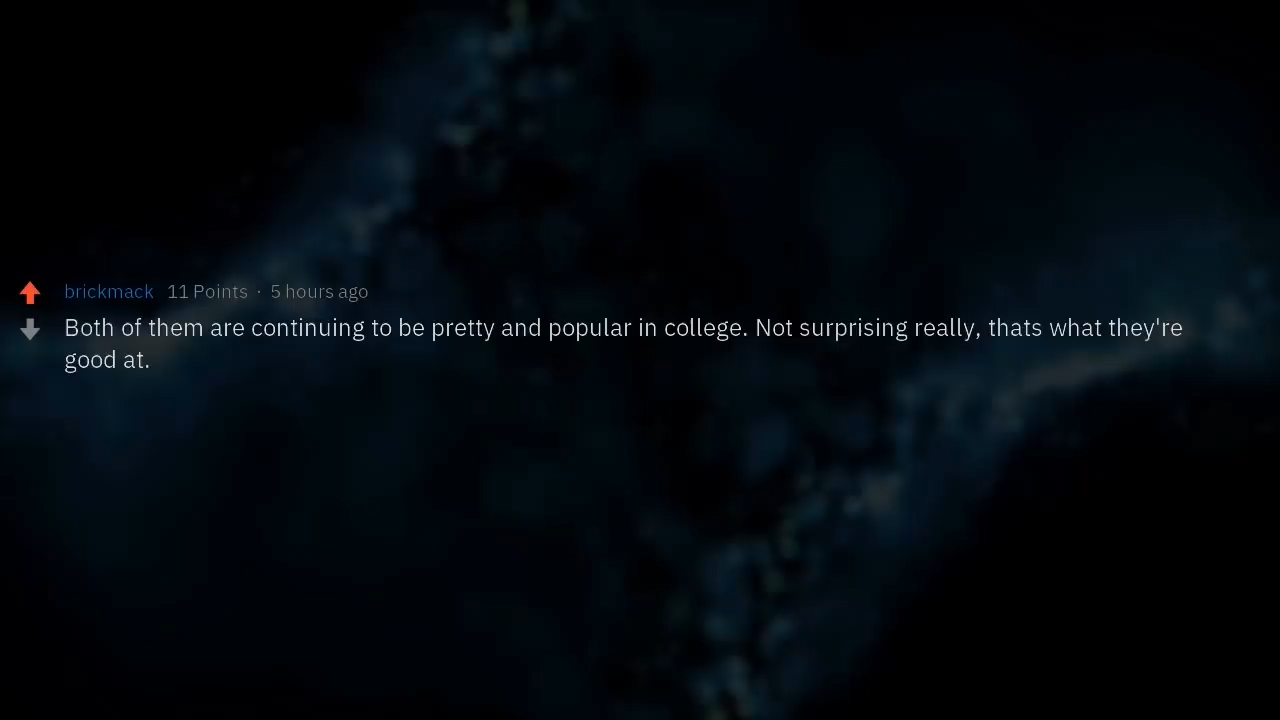 brickmack 11 Points · 5 hours ago
Both of them are continuing to be pretty and popular in college. Not surprising really, thats what they're
good at.